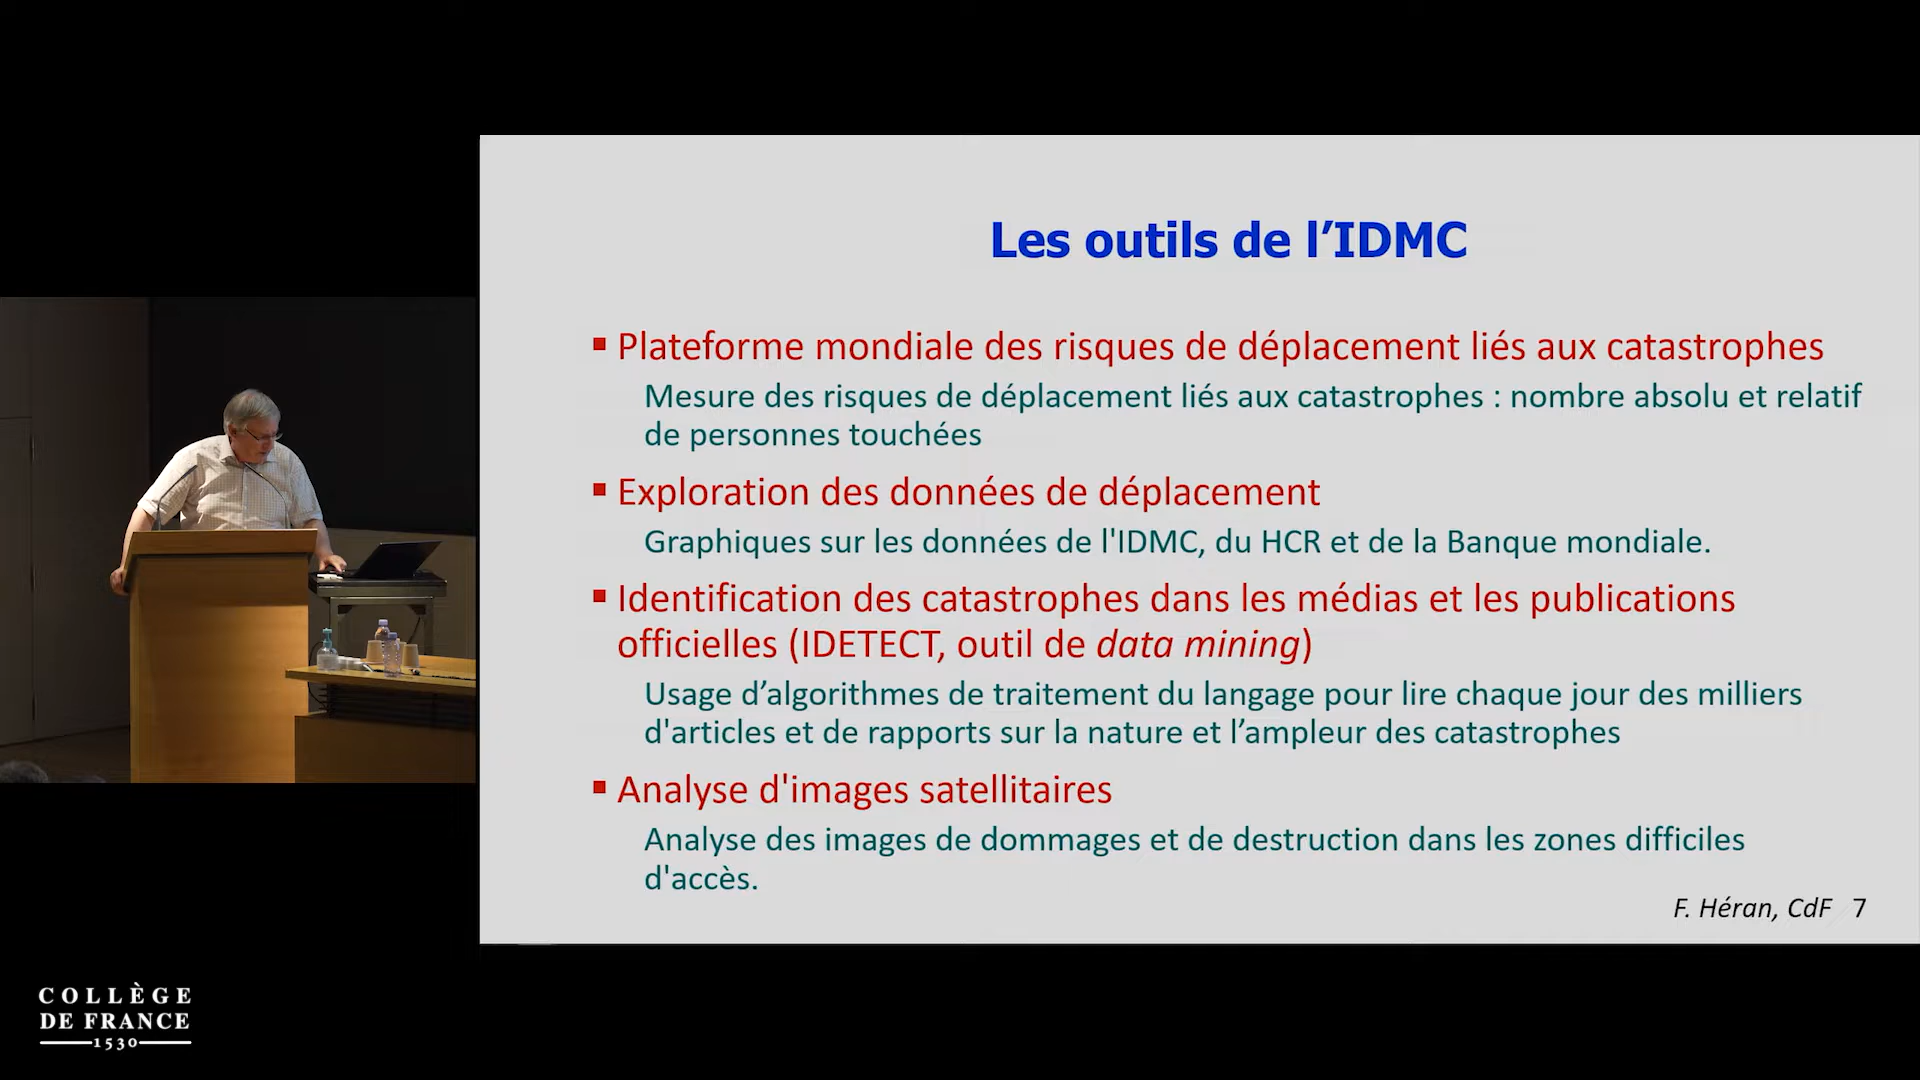 Les outils de l’IDMC
▪ Plateforme mondiale des risques de déplacement liés aux catastrophes
Mesure des risques de déplacement liés aux catastrophes : nombre absolu et relatif
de personnes touchées
▪ Exploration des données de déplacement
Graphiques sur les données de l'IDMC, du HCR et de la Banque mondiale.
▪ Identification des catastrophes dans les médias et les publications
officielles (IDETECT, outil de data mining)
Usage d’algorithmes de traitement du langage pour lire chaque jour des milliers
d'articles et de rapports sur la nature et l’ampleur des catastrophes
▪ Analyse d'images satellitaires
Analyse des images de dommages et de destruction dans les zones difficiles
d'accès.
F. Héran, CdF 7
COLLÈGE
DE FRANCE
1530